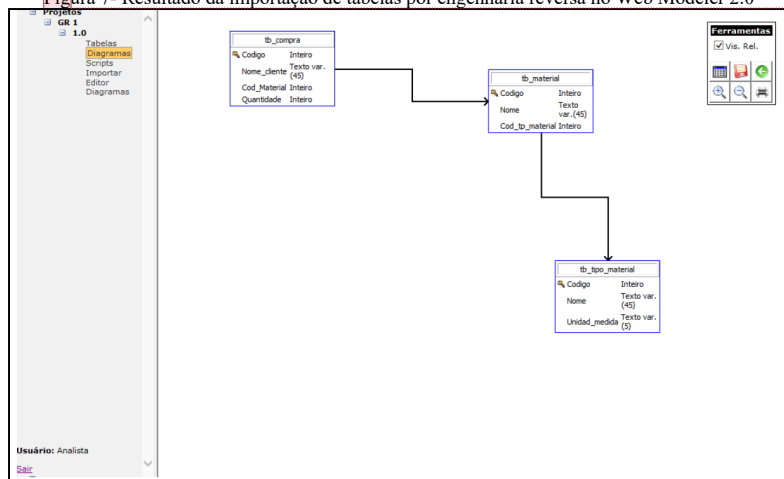 Figura 7- Resultado da importação de tabelas por engenharia reversa no Web Modeler 2.0
Projetos
GR 1
1.0
Tabelas
Diagramas
Scripts
Importar
Editor
Diagramas
Usuário: Analista
Sair
tb_compra
Codigo Inteiro
Nome_cliente Texto var.(45)
Cod_Material Inteiro
Quantidade Inteiro
tb_material
Codigo Inteiro
Nome Texto var.(45)
Cod_tp_material Inteiro
tb_tipo_material
Codigo Inteiro
Nome Texto var.(45)
Unidad_medida Texto var.(5)
Ferramentas
Vis. Rel.